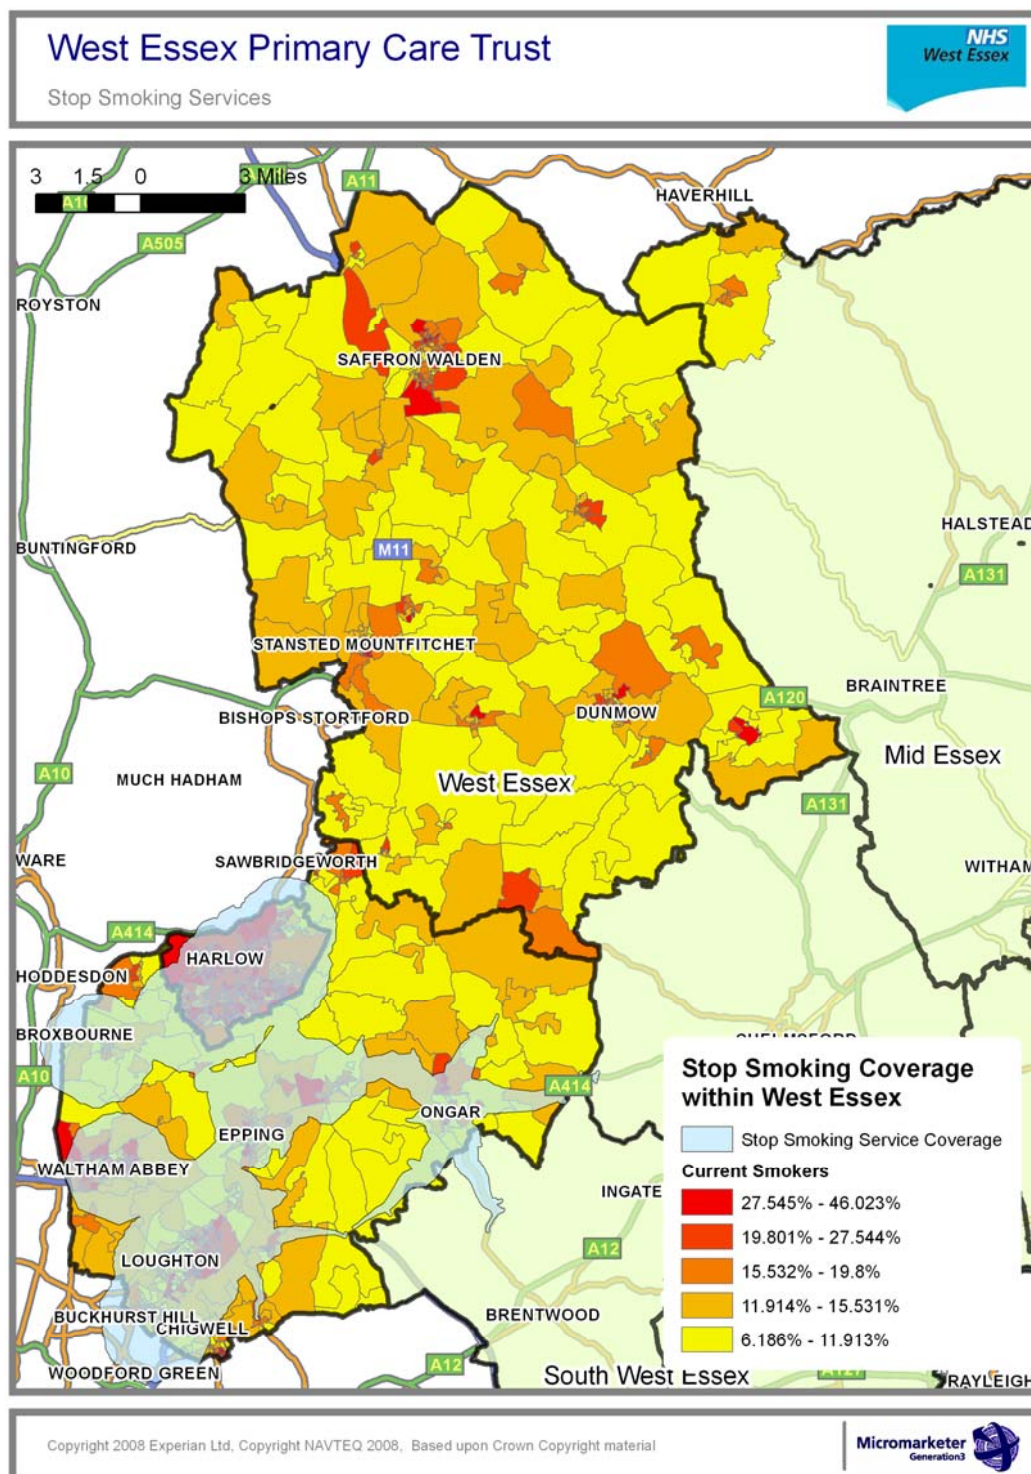 West Essex Primary Care Trust
Stop Smoking Services
NHS
West Essex
3 1.5 0 3 Miles
A11
HAVERHILL
A10
A505
ROYSTON
SAFFRON WALDEN
BUNTINGFORD
M11
HALSTEAD
A131
STANSTED MOUNTFITCHET
BRAINTREE
A120
BISHOPS STORTFORD
DUNMOW
Mid Essex
A10
MUCH HADHAM
West Essex
A131
WARE
SAWBRIDGEWORTH
WITHAM
A414
HARLOW
HODDESDON
BROXBOURNE
A10
A414
ONGAR
EPPING
WALTHAM ABBEY
INGATE
A12
LOUGHTON
BUCKHURST HILL
CHIGWELL
BRENTWOOD
A12
WOODFORD GREEN
South West Essex
RAYLEIGH
Stop Smoking Coverage
within West Essex
Stop Smoking Service Coverage
Current Smokers
27.545% - 46.023%
19.801% - 27.544%
15.532% - 19.8%
11.914% - 15.531%
6.186% - 11.913%
Copyright 2008 Experian Ltd, Copyright NAVTEQ 2008, Based upon Crown Copyright material
Micromarketer
Generation3